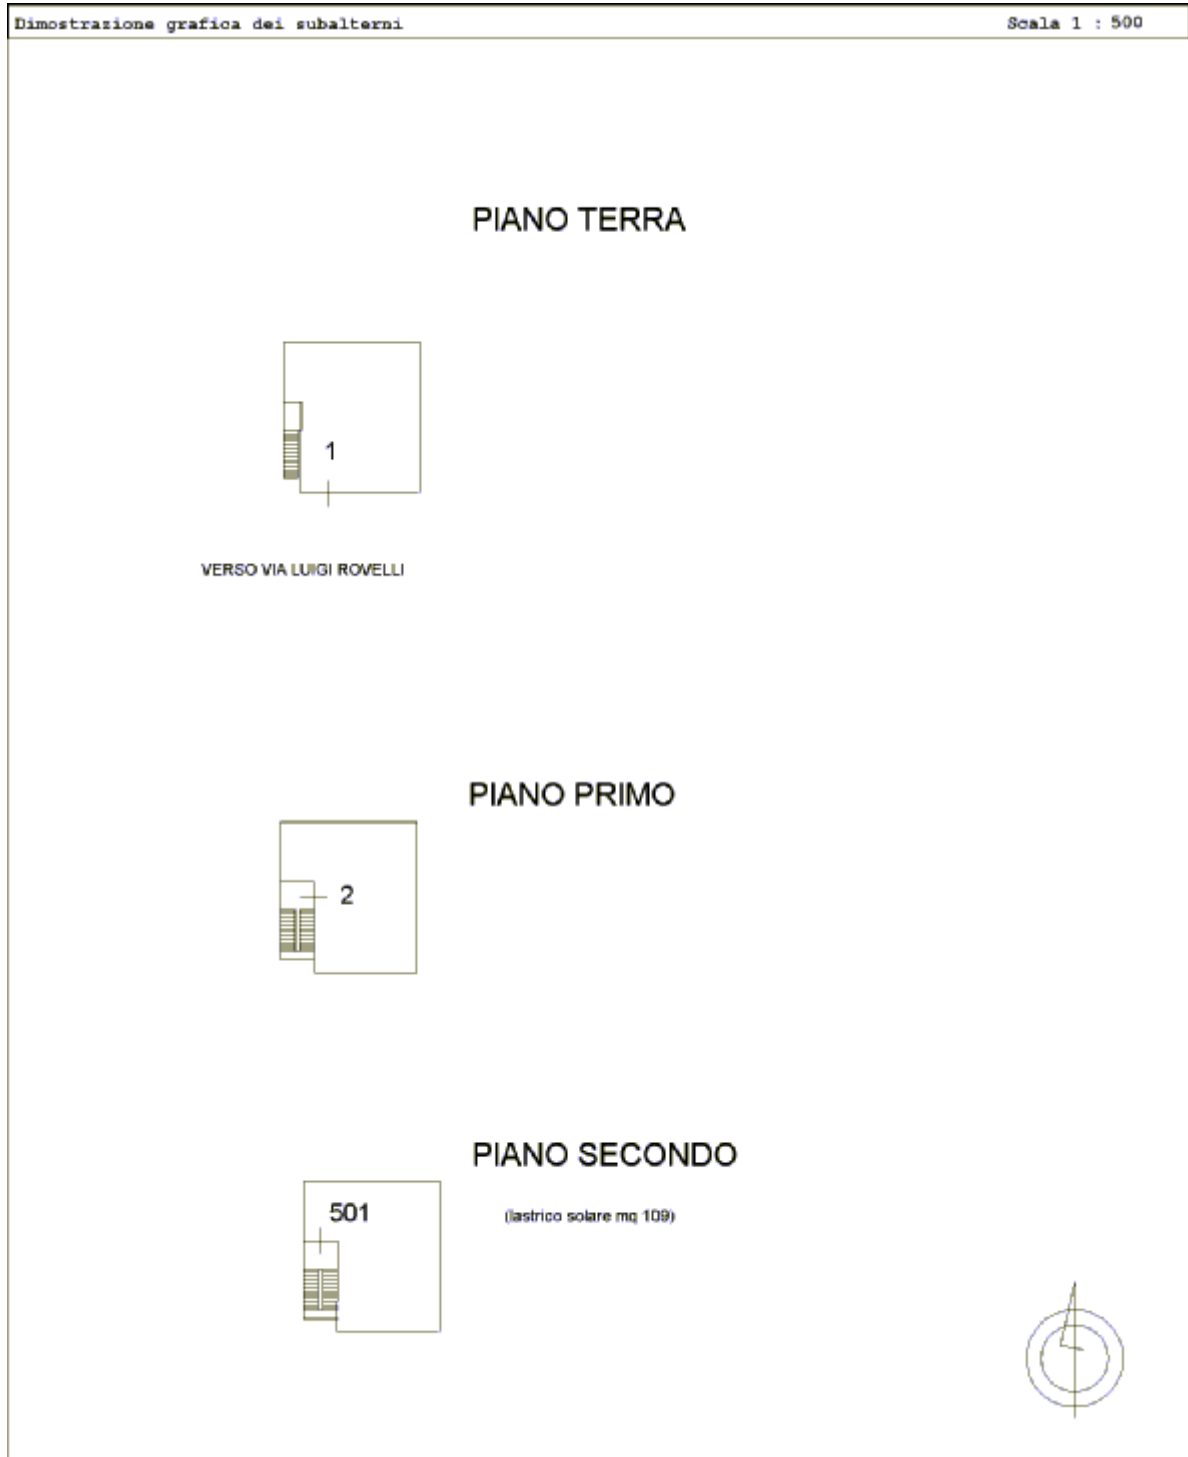 Dimostrazione grafica dei subalterni Scala 1 : 500
PIANO TERRA
1
VERSO VIA LUIGI ROVELLI
PIANO PRIMO
2
PIANO SECONDO
501
(lastrico solare mq 109)